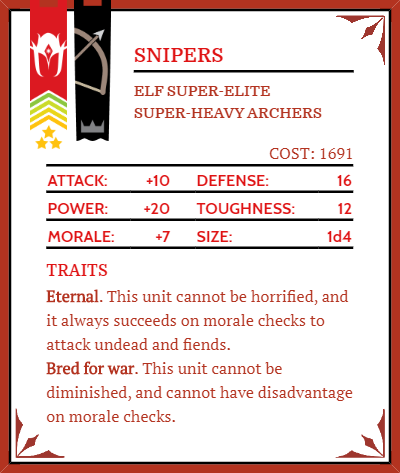 SNIPERS
ELF SUPER-ELITE
SUPER-HEAVY ARCHERS
COST: 1691
ATTACK: +10 DEFENSE: 16
POWER: +20 TOUGHNESS: 12
MORALE: +7 SIZE: 1d4
TRAITS
Eternal. This unit cannot be horrified, and
it always succeeds on morale checks to
attack undead and fiends.
Bred for war. This unit cannot be
diminished, and cannot have disadvantage
on morale checks.